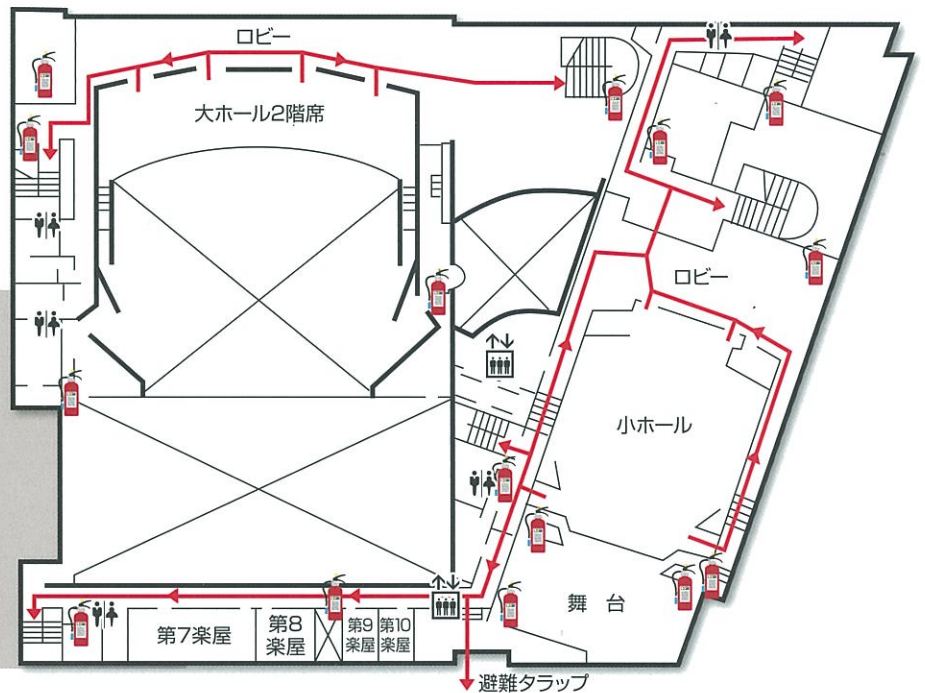 ロビー
大ホール2階席
ロビー
小ホール
舞台
第7楽屋
第8
楽屋
第9
楽屋
第10
楽屋
避難タラップ